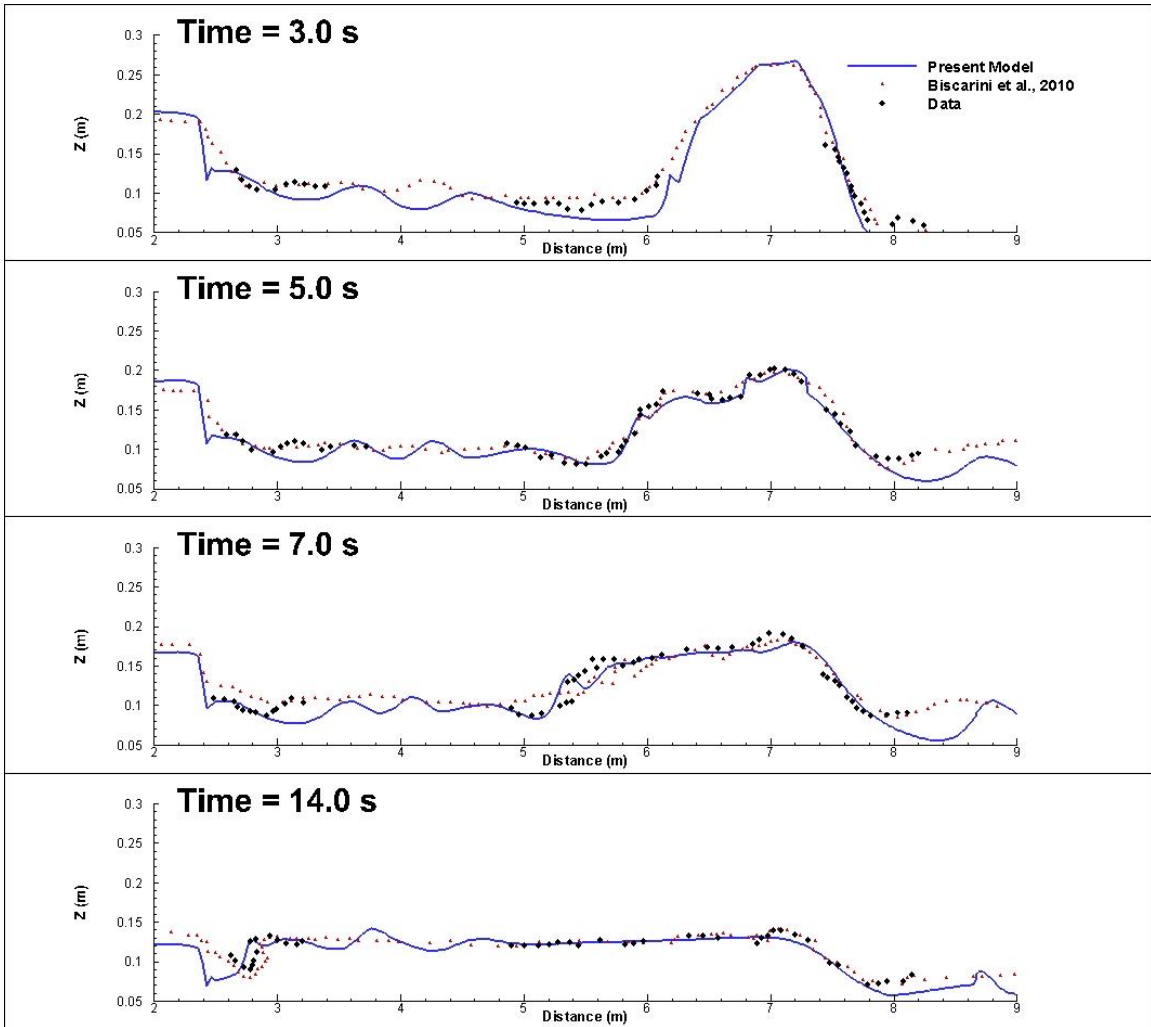 Time = 3.0 s
0.3
0.25
0.2
0.15
0.1
0.05
Z (m)
Present Model
Biscarini et al., 2010
Data
2 3 4 5 6 7 8 9
Distance (m)
Time = 5.0 s
0.3
0.25
0.2
0.15
0.1
0.05
Z (m)
2 3 4 5 6 7 8 9
Distance (m)
Time = 7.0 s
0.3
0.25
0.2
0.15
0.1
0.05
Z (m)
2 3 4 5 6 7 8 9
Distance (m)
Time = 14.0 s
0.3
0.25
0.2
0.15
0.1
0.05
Z (m)
2 3 4 5 6 7 8 9
Distance (m)